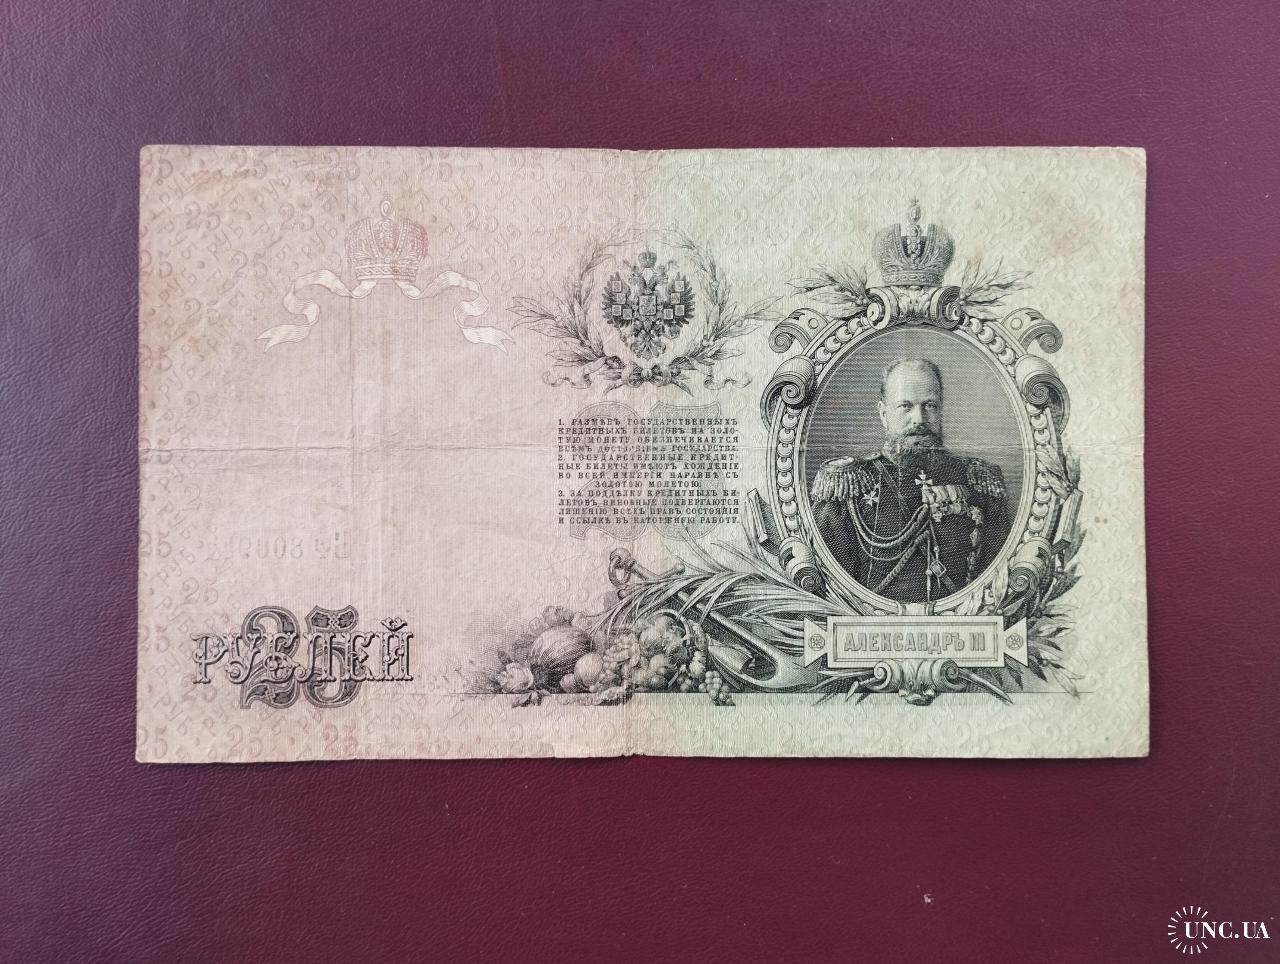 1. РАЗМѢНЪ ГОСУДАРСТВЕННЫХЪ
КРЕДИТНЫХЪ БИЛЕТОВЪ НА ЗОЛО-
ТУЮ МОНЕТУ ОБЕЗПЕЧИВАЕТСЯ
ВСѢМЪ ДОСТОЯНІЕМЪ ГОСУДАРСТВА.
2. ГОСУДАРСТВЕННЫЕ КРЕДИТ-
НЫЕ БИЛЕТЫ ИМѢЮТЪ ХОЖДЕНІЕ
ВО ВСЕЙ ИМПЕРІИ НАРАВНѢ СЪ
ЗОЛОТОЮ МОНЕТОЮ.
3. ЗА ПОДДѢЛКУ КРЕДИТНЫХЪ БИ-
ЛЕТОВЪ ВИНОВНЫЕ ПОДВЕРГАЮТСЯ
ЛИШЕНІЮ ВСѢХЪ ПРАВЪ СОСТОЯНІЯ
И ССЫЛКѢ ВЪ КАТОРЖНУЮ РАБОТУ.
25
РУБЛЕЙ
АЛЕКСАНДРЪ III
UNC.UA